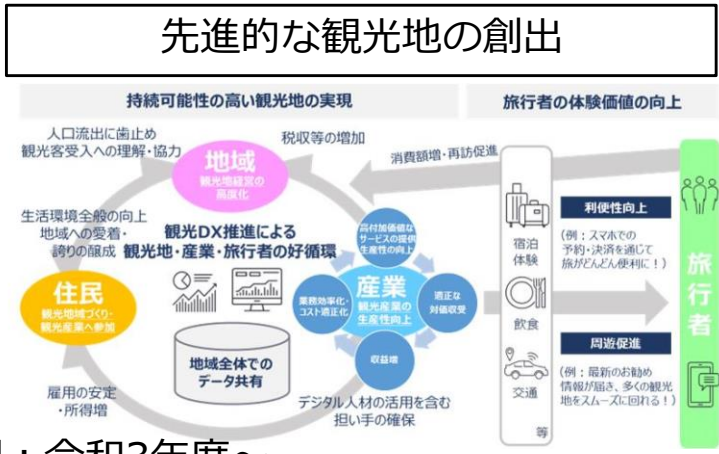 先進的な観光地の創出
持続可能性の高い観光地の実現
旅行者の体験価値の向上
人口流出に歯止め
観光客受入への理解・協力
地域
観光地経営の
高度化
税収等の増加
消費額増・再訪促進
生活環境全般の向上
地域への愛着・
誇りの醸成
観光DX推進による
観光地・産業・旅行者の好循環
住民
観光地域づくり・
観光産業へ参加
高付加価値な
サービスの提供
生産性の向上
業務効率化・
コスト適正化
産業
観光産業の
生産性向上
適正な
対価収受
収益増
地域全体での
データ共有
雇用の安定
・所得増
デジタル人材の活用を含む
担い手の確保
宿泊
体験
飲食
交通
等
利便性向上
(例:スマホでの
予約・決済を通じて
旅がどんどん便利に!)
周遊促進
(例:最新のお勧め
情報が届き、多くの観光
地をスムーズに回れる!)
旅行者
:令和3年度~